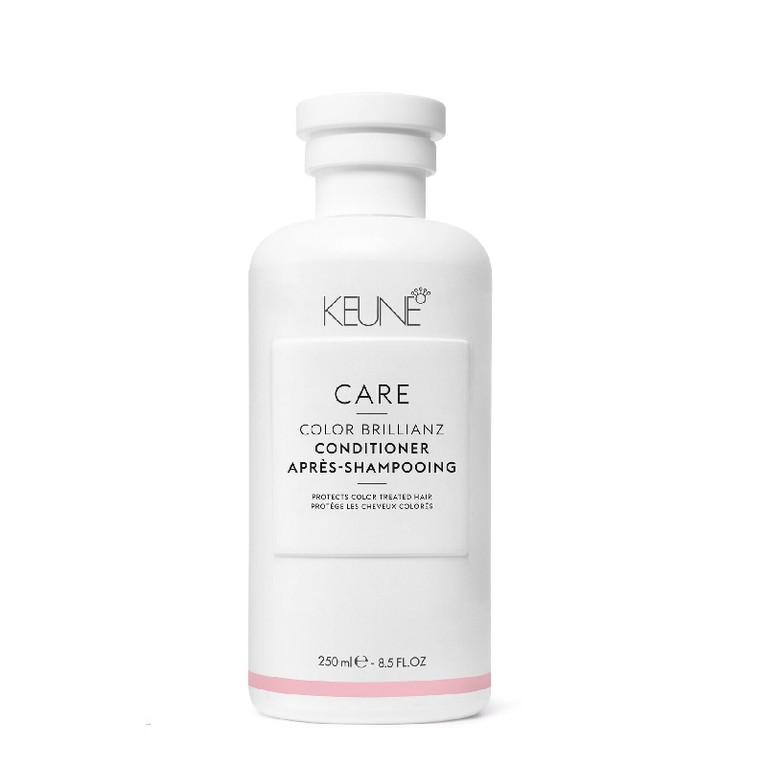 KEUNE
CARE
COLOR BRILLIANZ
CONDITIONER
APRÈS-SHAMPOOING
PROTECTS COLOR TREATED HAIR
PROTÈGE LES CHEVEUX COLORÉS
250 ml ℮ - 8.5 FL.OZ